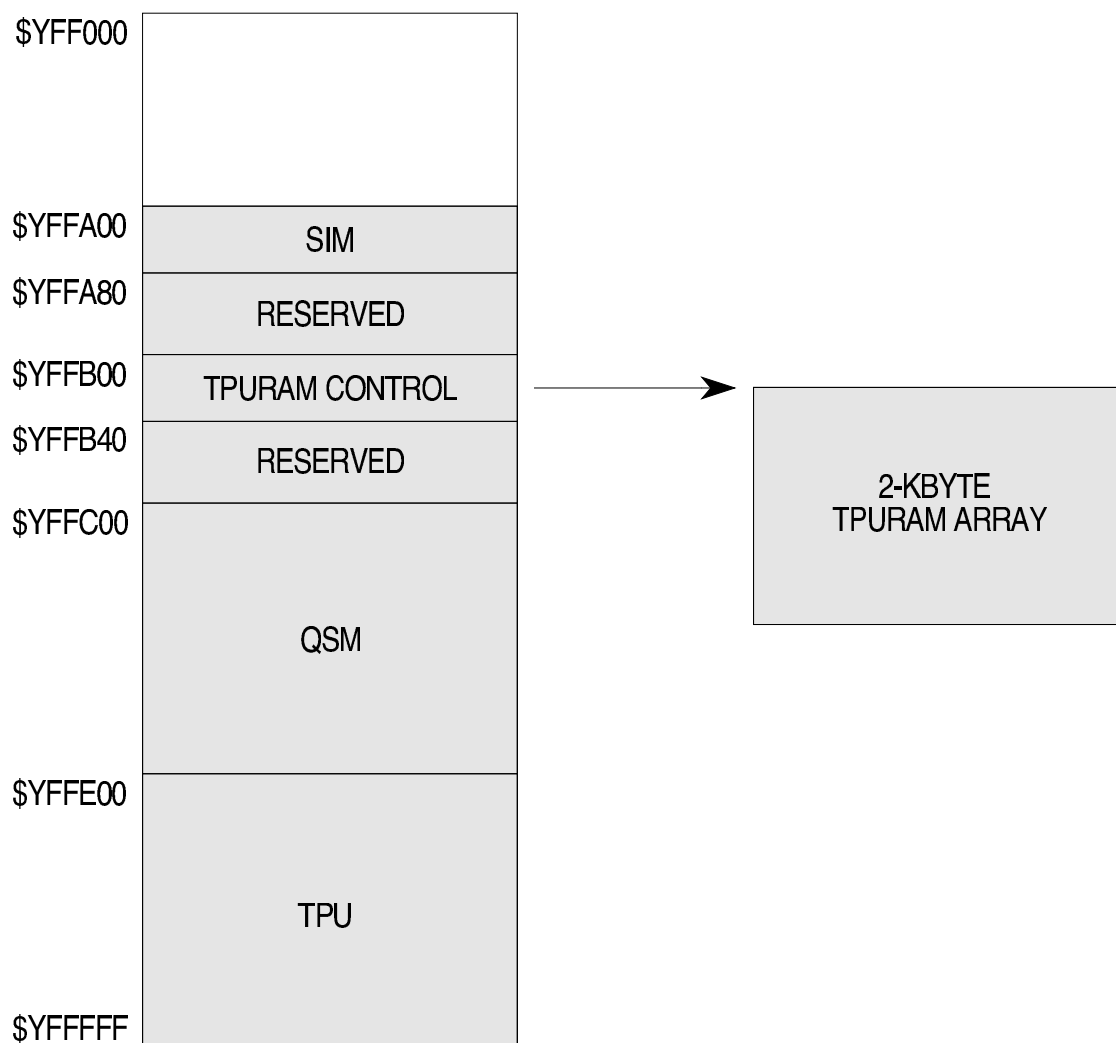 $YFF000
$YFFA00
SIM
$YFFA80
RESERVED
$YFFB00
TPURAM CONTROL
$YFFB40
RESERVED
$YFFC00
QSM
$YFFE00
TPU
$YFFFFF
2-KBYTE
TPURAM ARRAY